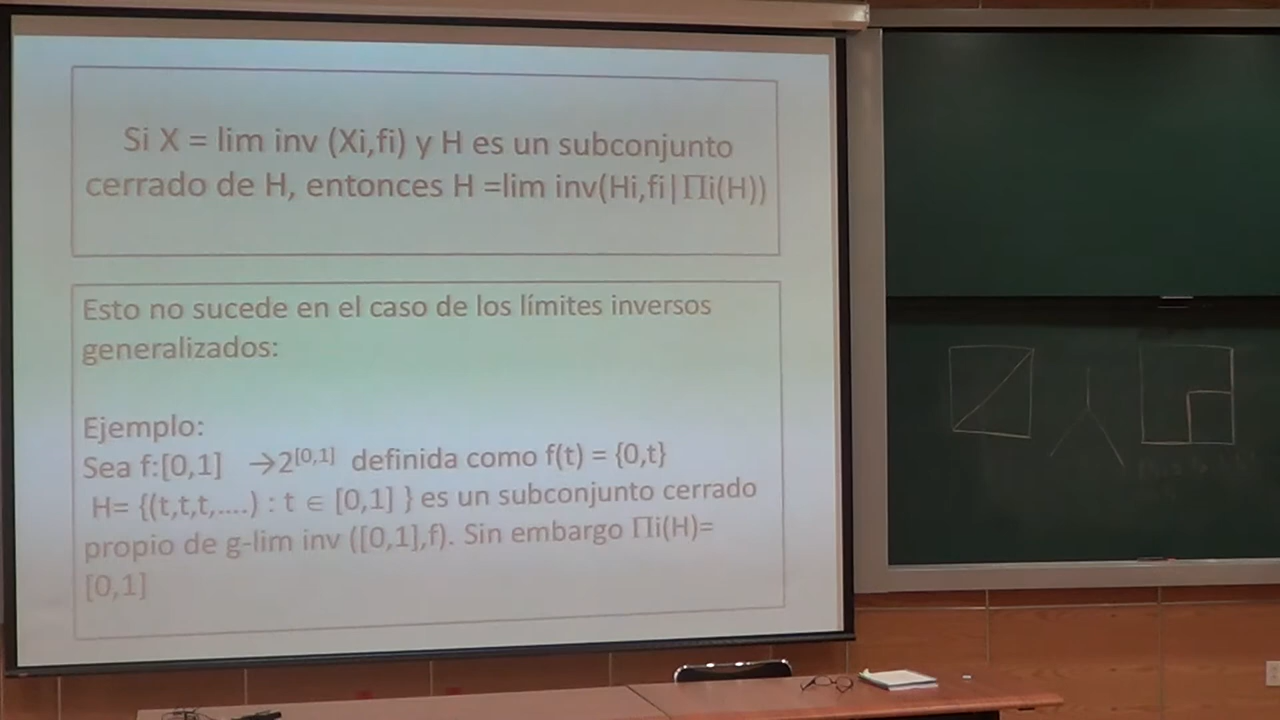 Si X = lim inv (Xi,fi) y H es un subconjunto
cerrado de H, entonces H =lim inv(Hi,fi|∏i(H))
Esto no sucede en el caso de los límites inversos
generalizados:
Ejemplo:
Sea f:[0,1] →2^[0,1] definida como f(t) = {0,t}
H= {(t,t,t,....) : t ∈ [0,1] } es un subconjunto cerrado
propio de g-lim inv ([0,1],f). Sin embargo ∏i(H)=
[0,1]